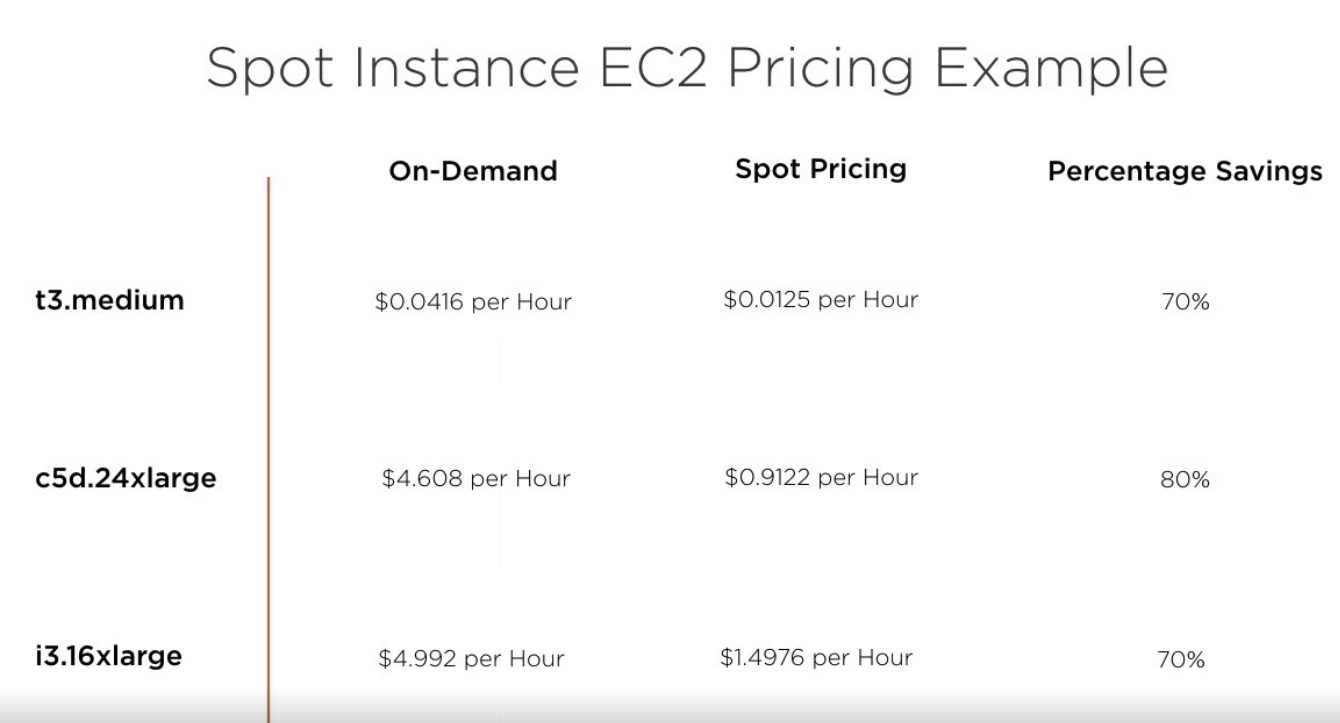 Spot Instance EC2 Pricing Example
On-Demand Spot Pricing Percentage Savings
t3.medium $0.0416 per Hour $0.0125 per Hour 70%
c5d.24xlarge $4.608 per Hour $0.9122 per Hour 80%
i3.16xlarge $4.992 per Hour $1.4976 per Hour 70%